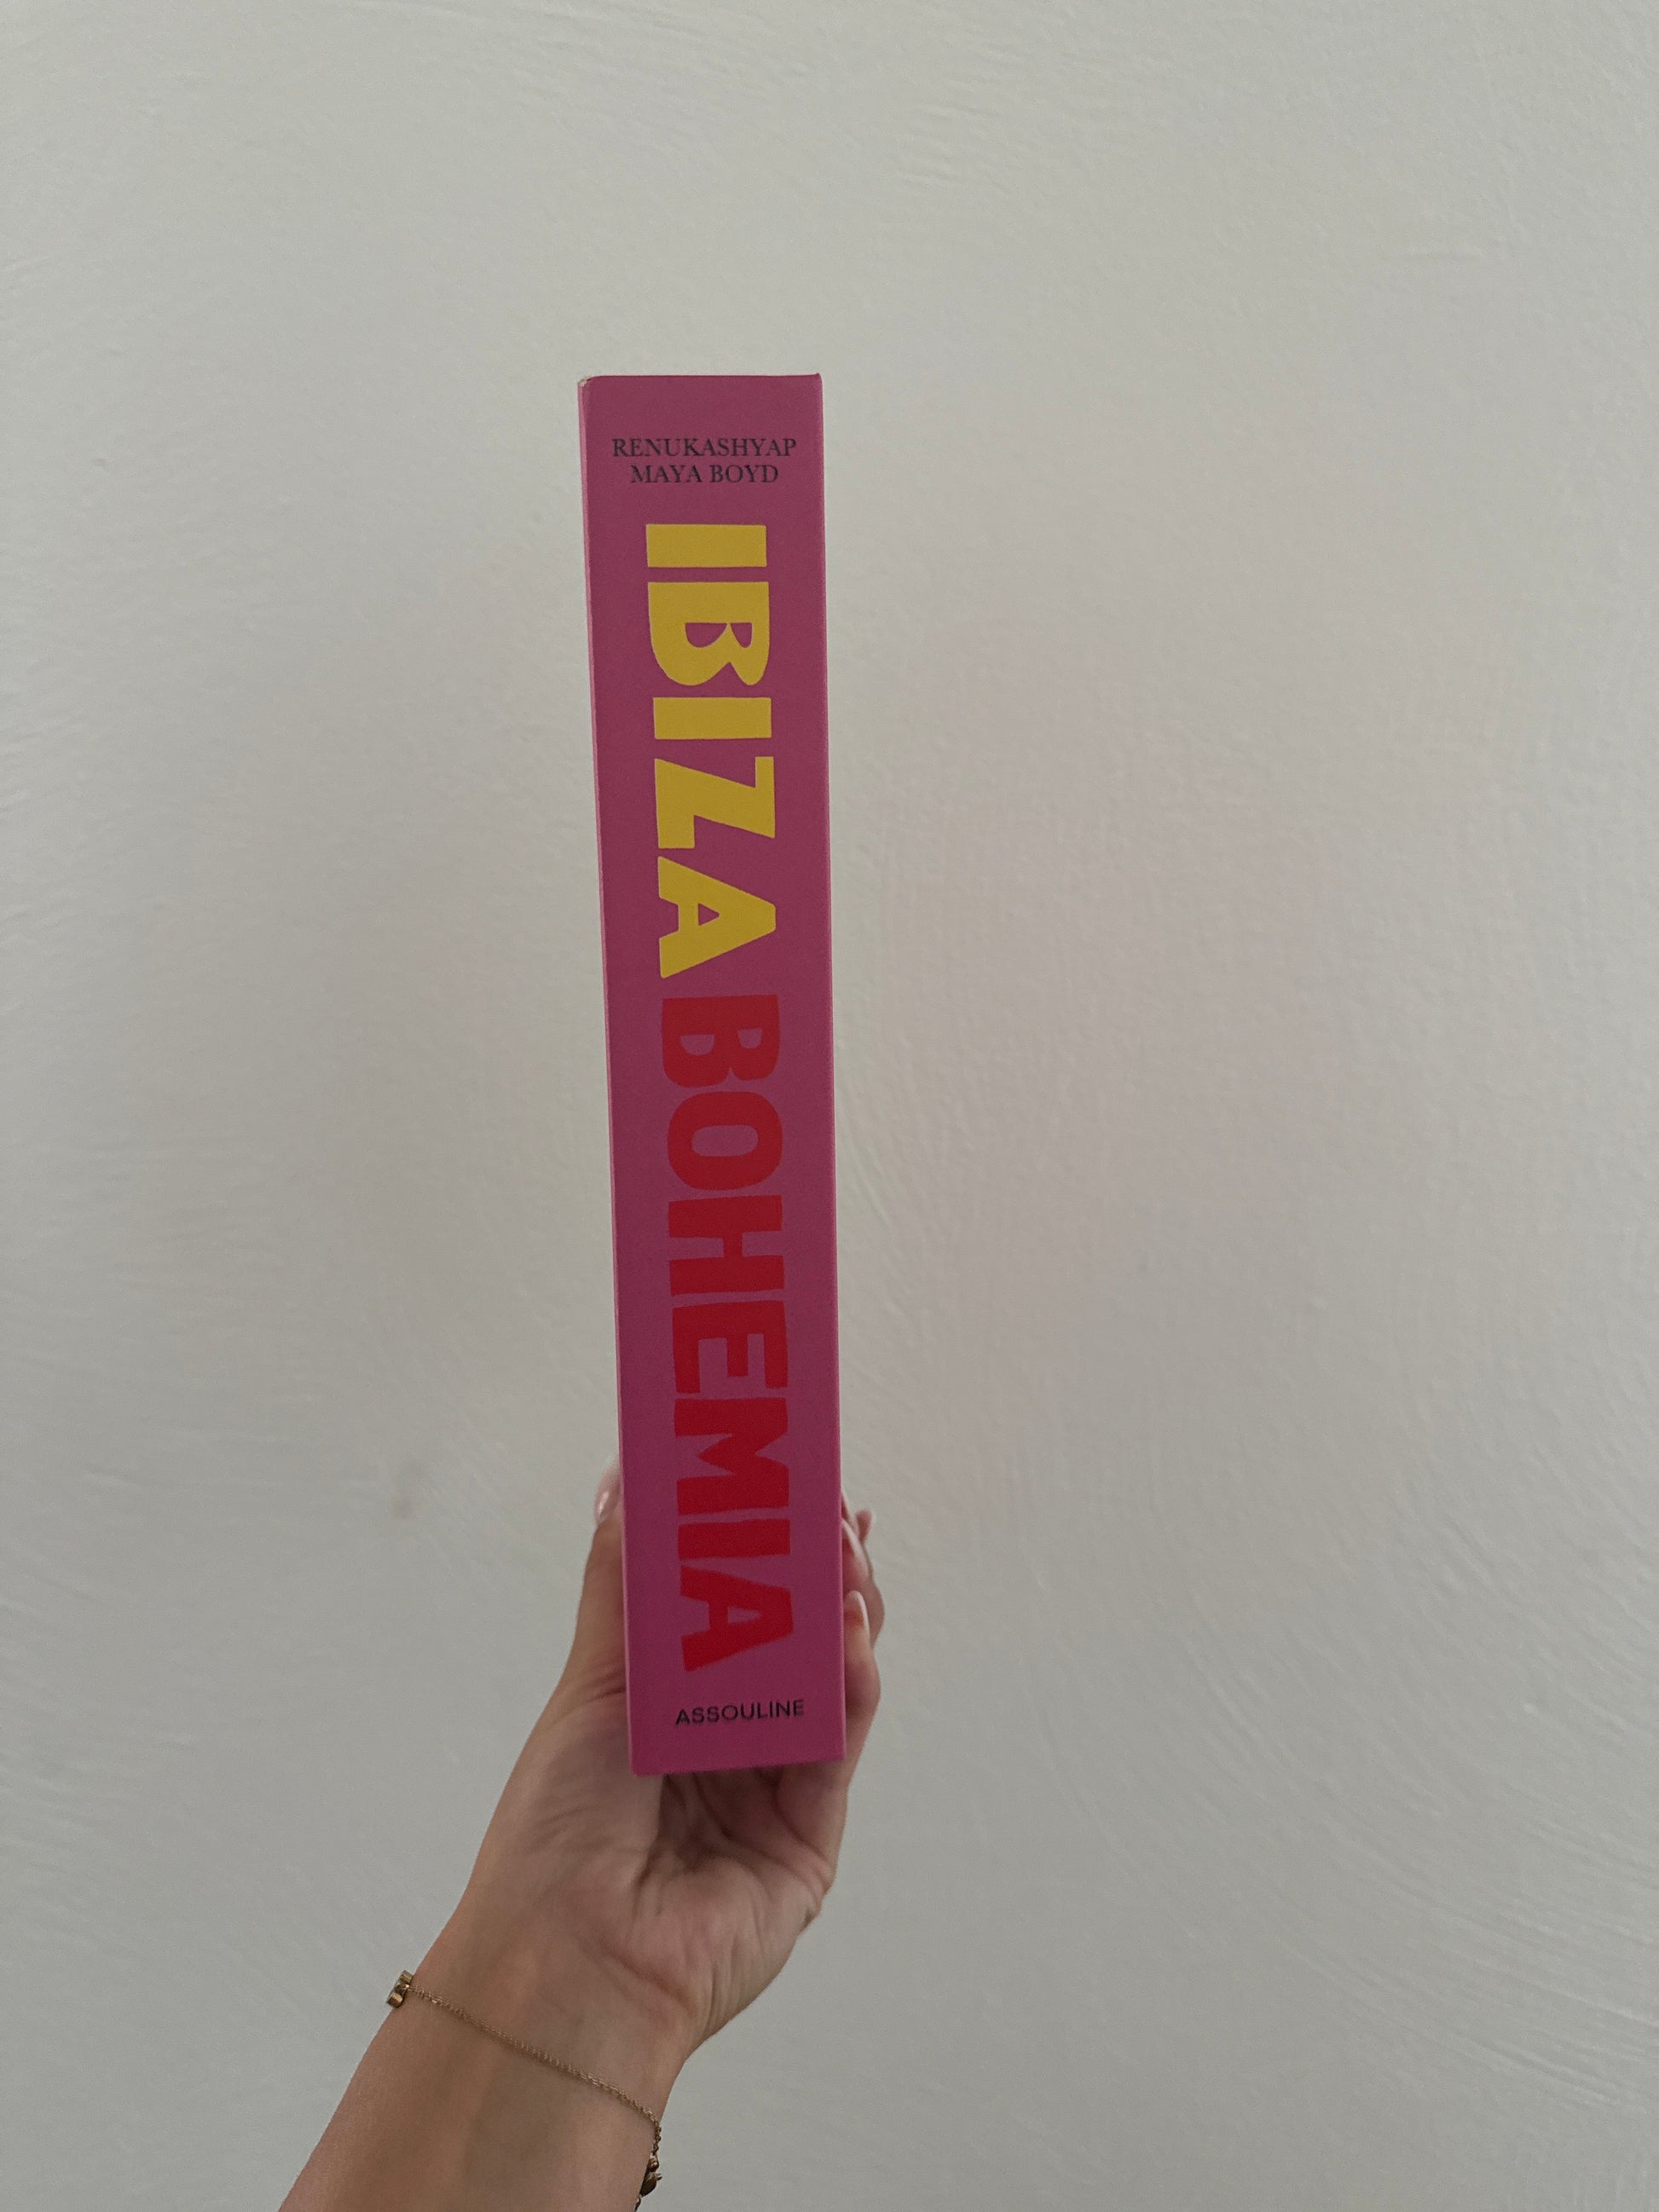 RENUKASHYAP
MAYA BOYD
IBIZA BOHEMIA
ASSOULINE